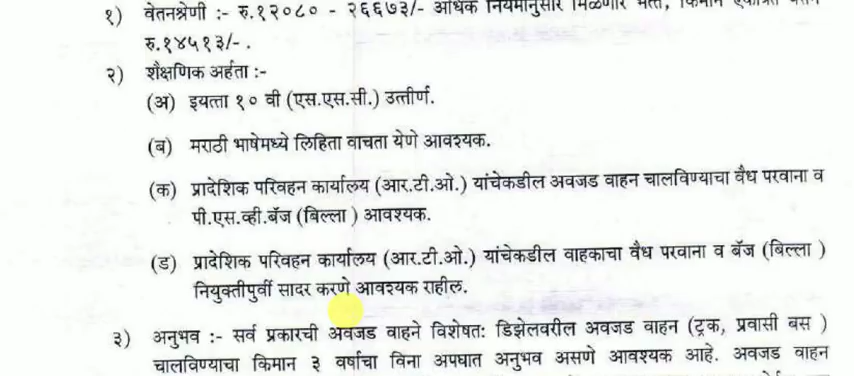 १) वेतनश्रेणी :- रु.१२०८० - २६६७३/- अधिक नियमानुसार मिळणारे भत्ते, किमान एकत्रित वेतन
रु.१४५१३/- .
२) शैक्षणिक अर्हता :-
(अ) इयत्ता १० वी (एस.एस.सी.) उत्तीर्ण.
(ब) मराठी भाषेमध्ये लिहिता वाचता येणे आवश्यक.
(क) प्रादेशिक परिवहन कार्यालय (आर.टी.ओ.) यांचेकडील अवजड वाहन चालविण्याचा वैध परवाना व
पी.एस.व्ही.बॅज (बिल्ला ) आवश्यक.
(ड) प्रादेशिक परिवहन कार्यालय (आर.टी.ओ.) यांचेकडील वाहकाचा वैध परवाना व बॅज (बिल्ला )
नियुक्तीपुर्वी सादर करणे आवश्यक राहील.
३) अनुभव :- सर्व प्रकारची अवजड वाहने विशेषत: डिझेलवरील अवजड वाहन (ट्रक, प्रवासी बस )
चालविण्याचा किमान ३ वर्षाचा विना अपघात अनुभव असणे आवश्यक आहे. अवजड वाहन